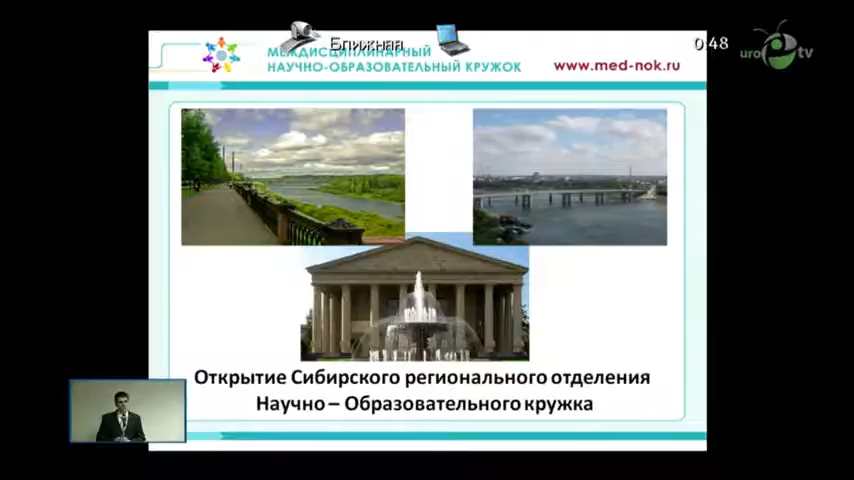 Ближняя
0:48
uro tv
МЕЖДИСЦИПЛИНАРНЫЙ
НАУЧНО-ОБРАЗОВАТЕЛЬНЫЙ КРУЖОК
www.med-nok.ru
Открытие Сибирского регионального отделения
Научно – Образовательного кружка